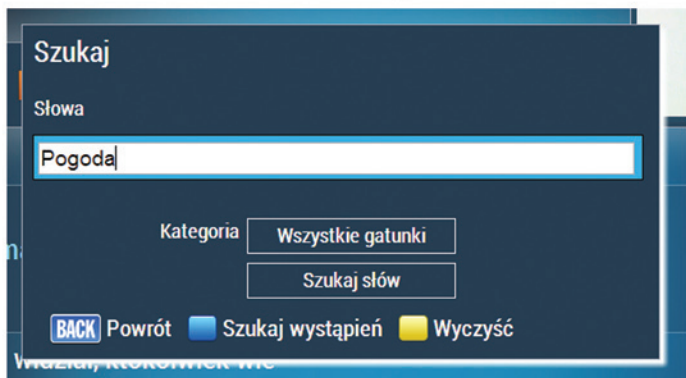 Szukaj
Słowa
Pogoda
Kategoria Wszystkie gatunki
Szukaj słów
BACK Powrót Szukaj wystąpień Wyczyść